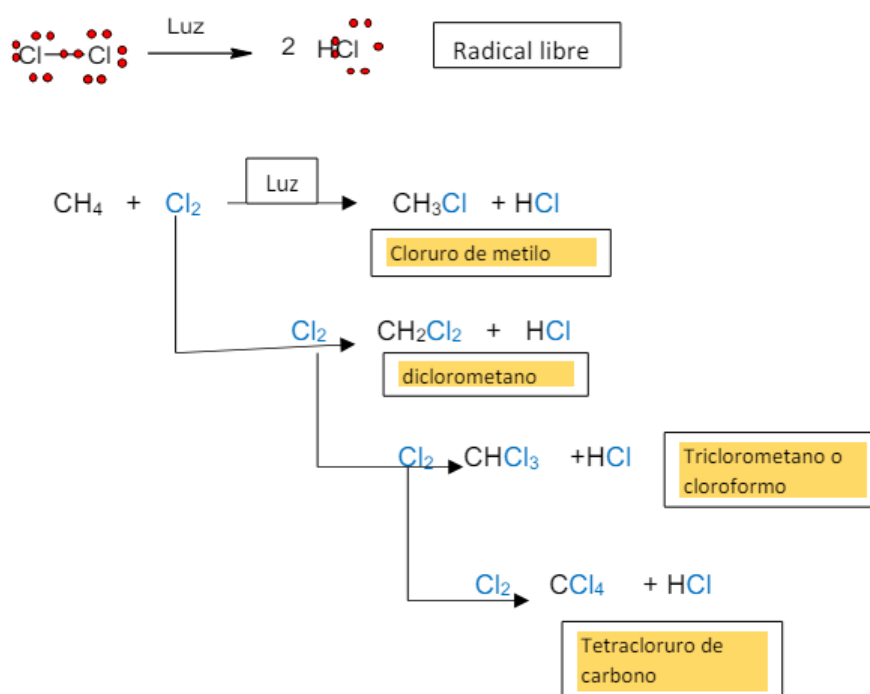 Luz
Cl Cl 2 HCl Radical libre
Luz
CH₄ + Cl₂ CH₃Cl + HCl
Cloruro de metilo
Cl₂ CH₂Cl₂ + HCl
diclorometano
Cl₂ CHCl₃ +HCl Triclorometano o
cloroformo
Cl₂ CCl₄ + HCl
Tetracloruro de
carbono